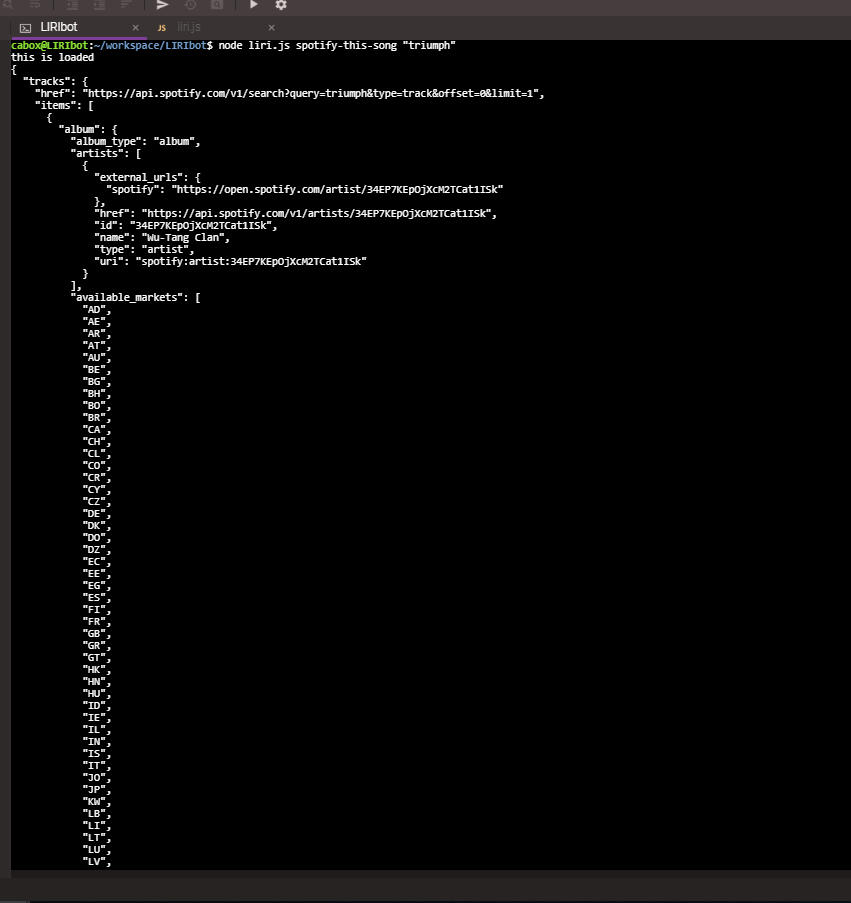 LIRIbot × JS liri.js ×
cabox@LIRIbot:~/workspace/LIRIbot$ node liri.js spotify-this-song "triumph"
this is loaded
{
  "tracks": {
    "href": "https://api.spotify.com/v1/search?query=triumph&type=track&offset=0&limit=1",
    "items": [
      {
        "album": {
          "album_type": "album",
          "artists": [
            {
              "external_urls": {
                "spotify": "https://open.spotify.com/artist/34EP7KEpOjXcM2TCat1ISk"
              },
              "href": "https://api.spotify.com/v1/artists/34EP7KEpOjXcM2TCat1ISk",
              "id": "34EP7KEpOjXcM2TCat1ISk",
              "name": "Wu-Tang Clan",
              "type": "artist",
              "uri": "spotify:artist:34EP7KEpOjXcM2TCat1ISk"
            }
          ],
          "available_markets": [
            "AD",
            "AE",
            "AR",
            "AT",
            "AU",
            "BE",
            "BG",
            "BH",
            "BO",
            "BR",
            "CA",
            "CH",
            "CL",
            "CO",
            "CR",
            "CY",
            "CZ",
            "DE",
            "DK",
            "DO",
            "DZ",
            "EC",
            "EE",
            "EG",
            "ES",
            "FI",
            "FR",
            "GB",
            "GR",
            "GT",
            "HK",
            "HN",
            "HU",
            "ID",
            "IE",
            "IL",
            "IN",
            "IS",
            "IT",
            "JO",
            "JP",
            "KW",
            "LB",
            "LI",
            "LT",
            "LU",
            "LV",